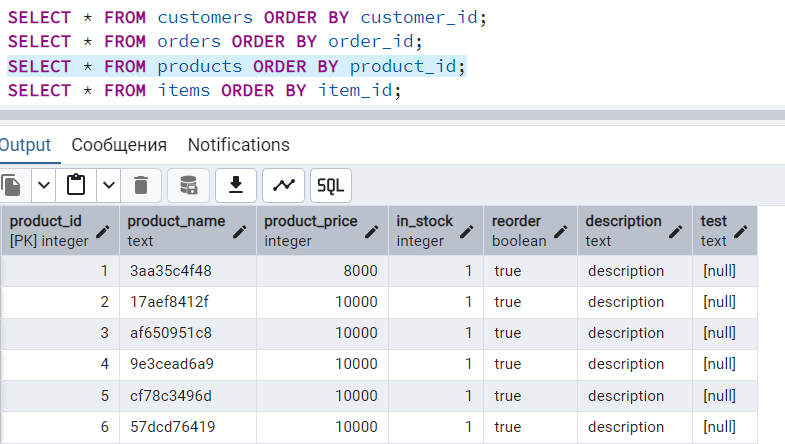 SELECT * FROM customers ORDER BY customer_id;
SELECT * FROM orders ORDER BY order_id;
SELECT * FROM products ORDER BY product_id;
SELECT * FROM items ORDER BY item_id;
Output Сообщения Notifications
SQL
product_id product_name product_price in_stock reorder description test
[PK] integer text integer integer boolean text text
1 3aa35c4f48 8000 1 true description [null]
2 17aef8412f 10000 1 true description [null]
3 af650951c8 10000 1 true description [null]
4 9e3cead6a9 10000 1 true description [null]
5 cf78c3496d 10000 1 true description [null]
6 57dcd76419 10000 1 true description [null]